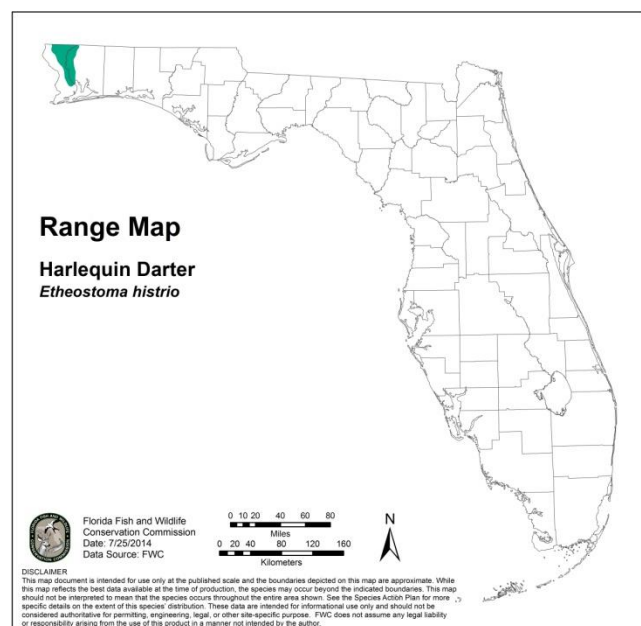 Range Map
Harlequin Darter
Etheostoma histrio
Florida Fish and Wildlife
Conservation Commission
Date: 7/25/2014
Data Source: FWC
0 10 20 40 60 80
Miles
0 20 40 80 120 160
Kilometers
N
DISCLAIMER
This map document is intended for use only at the published scale and the boundaries depicted on this map are approximate. While
this map reflects the best data available at the time of production, the species may occur beyond the indicated boundaries. This map
should not be interpreted to mean that the species occurs throughout the entire area shown. See the Species Action Plan for more
specific details on the extent of this species' distribution. These data are intended for informational use only and should not be
considered authoritative for permitting, engineering, legal, or other site-specific purpose. FWC does not assume any legal liability
or responsibility arising from the use of this product in a manner not intended by the author.